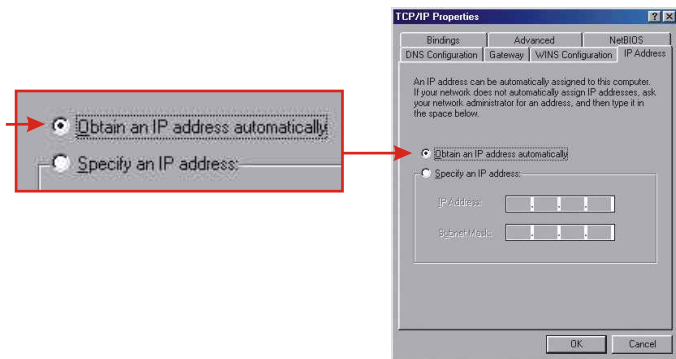 Obtain an IP address automatically
Specify an IP address:
TCP/IP Properties
Bindings Advanced NetBIOS
DNS Configuration Gateway WINS Configuration IP Address
An IP address can be automatically assigned to this computer.
If your network does not automatically assign IP addresses, ask
your network administrator for an address, and then type it in
the space below.
Obtain an IP address automatically
Specify an IP address:
IP Address:
Subnet Mask:
OK Cancel